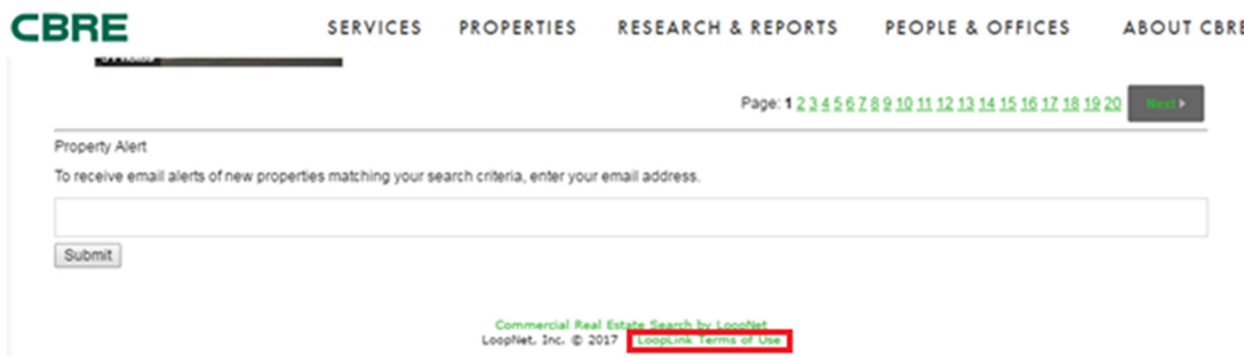 CBRE SERVICES PROPERTIES RESEARCH & REPORTS PEOPLE & OFFICES ABOUT CBRE
Page: 1 2 3 4 5 6 7 8 9 10 11 12 13 14 15 16 17 18 19 20 Next
Property Alert
To receive email alerts of new properties matching your search criteria, enter your email address.
Submit
Commercial Real Estate Search by LoopNet
LoopNet, Inc. © 2017 LoopLink Terms of Use